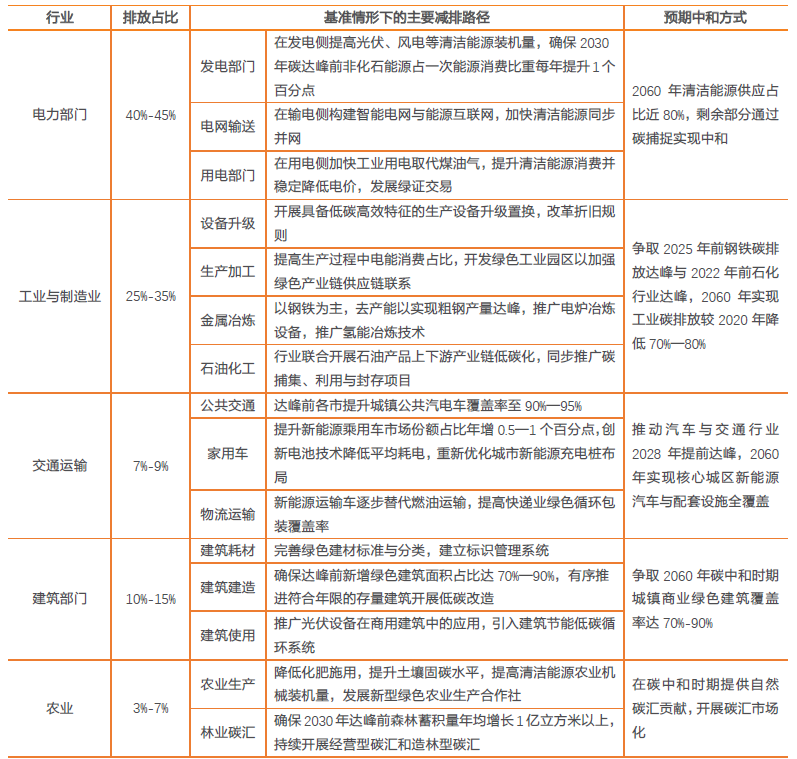 行业 排放占比 基准情形下的主要减排路径 预期中和方式
电力部门 40%-45%
发电部门
在发电侧提高光伏、风电等清洁能源装机量，确保 2030
年碳达峰前非化石能源占一次能源消费比重每年提升 1 个
百分点
电网输送
在输电侧构建智能电网与能源互联网，加快清洁能源同步
并网
用电部门
在用电侧加快工业用电取代煤油气，提升清洁能源消费并
稳定降低电价，发展绿证交易
2060 年清洁能源供应占
比近 80%，剩余部分通过
碳捕捉实现中和
工业与制造业 25%-35%
设备升级
开展具备低碳高效特征的生产设备升级置换，改革折旧规
则
生产加工
提高生产过程中电能消费占比，开发绿色工业园区以加强
绿色产业链供应链联系
金属冶炼
以钢铁为主，去产能以实现粗钢产量达峰，推广电炉冶炼
设备，推广氢能冶炼技术
石油化工
行业联合开展石油产品上下游产业链低碳化，同步推广碳
捕集、利用与封存项目
争取 2025 年前钢铁碳排
放达峰与 2022 年前石化
行业达峰，2060 年实现
工业碳排放较 2020 年降
低 70%—80%
交通运输 7%-9%
公共交通 达峰前各市提升城镇公共汽电车覆盖率至 90%—95%
家用车
提升新能源乘用车市场份额占比年增 0.5—1 个百分点，创
新电池技术降低平均耗电，重新优化城市新能源充电桩布
局
物流运输
新能源运输车逐步替代燃油运输，提高快递业绿色循环包
装覆盖率
推动汽车与交通行业
2028 年提前达峰，2060
年实现核心城区新能源
汽车与配套设施全覆盖
建筑部门 10%-15%
建筑耗材 完善绿色建材标准与分类，建立标识管理系统
建筑建造
确保达峰前新增绿色建筑面积占比达 70%—90%，有序推
进符合年限的存量建筑开展低碳改造
建筑使用
推广光伏设备在商用建筑中的应用，引入建筑节能低碳循
环系统
争取 2060 年碳中和时期
城镇商业绿色建筑覆盖
率达 70%-90%
农业 3%-7%
农业生产
降低化肥施用，提升土壤固碳水平，提高清洁能源农业机
械装机量，发展新型绿色农业生产合作社
林业碳汇
确保 2030 年达峰前森林蓄积量年均增长 1 亿立方米以上，
持续开展经营型碳汇和造林型碳汇
在碳中和时期提供自然
碳汇贡献，开展碳汇市场
化